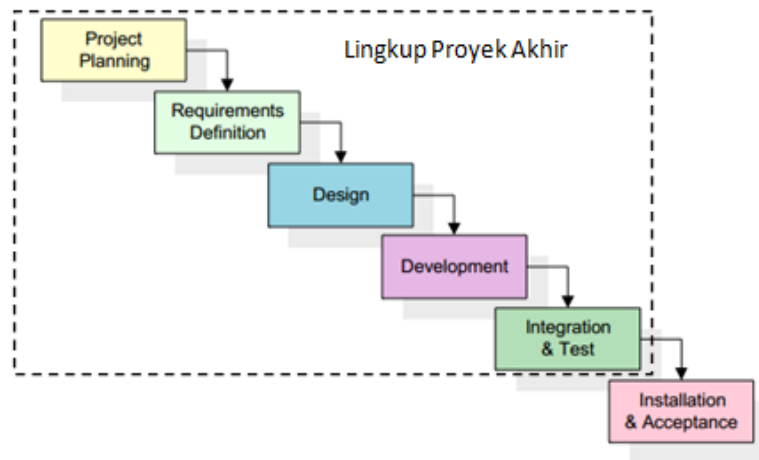 Project
Planning
Lingkup Proyek Akhir
Requirements
Definition
Design
Development
Integration
& Test
Installation
& Acceptance